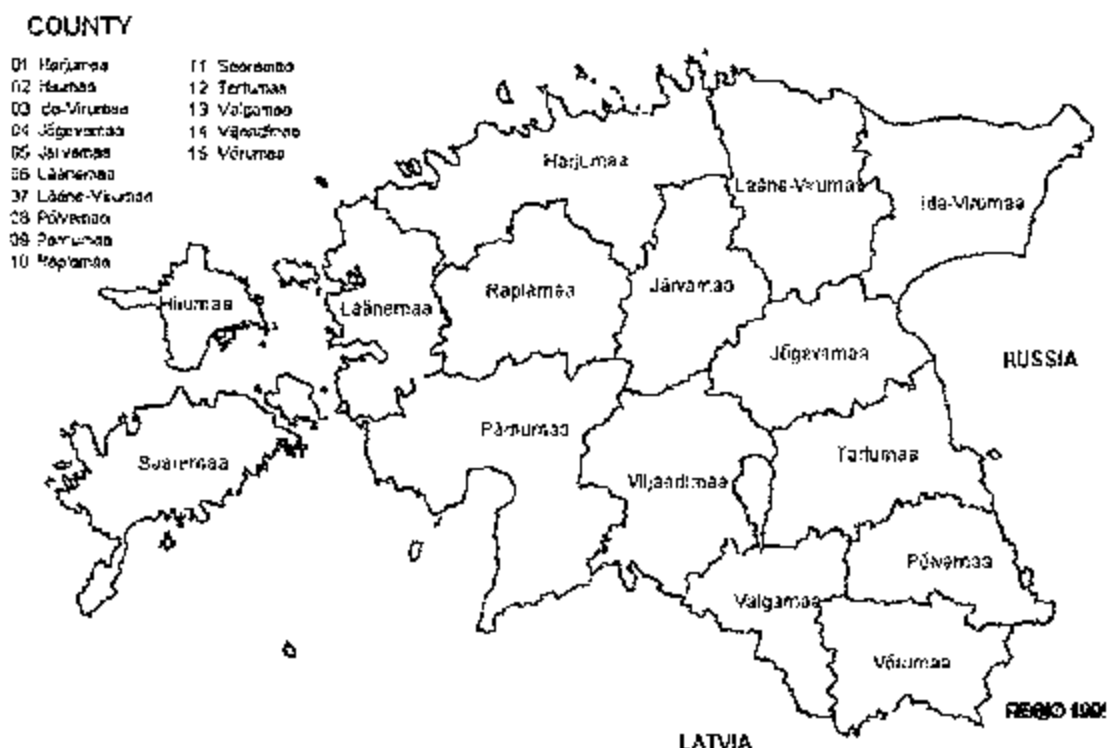 COUNTY
01 Harjumaa
02 Hiiumaa
03 Ida-Virumaa
04 Jõgevamaa
05 Järvamaa
06 Läänemaa
07 Lääne-Virumaa
08 Põlvamaa
09 Pärnumaa
10 Raplamaa
11 Saaremaa
12 Tartumaa
13 Valgamaa
14 Viljandimaa
15 Võrumaa
Harjumaa
Lääne-Virumaa
Ida-Virumaa
Hiiumaa
Läänemaa
Raplamaa
Järvamaa
Jõgevamaa
RUSSIA
Saaremaa
Pärnumaa
Viljandimaa
Tartumaa
Põlvamaa
Valgamaa
Võrumaa
REGIO
LATVIA